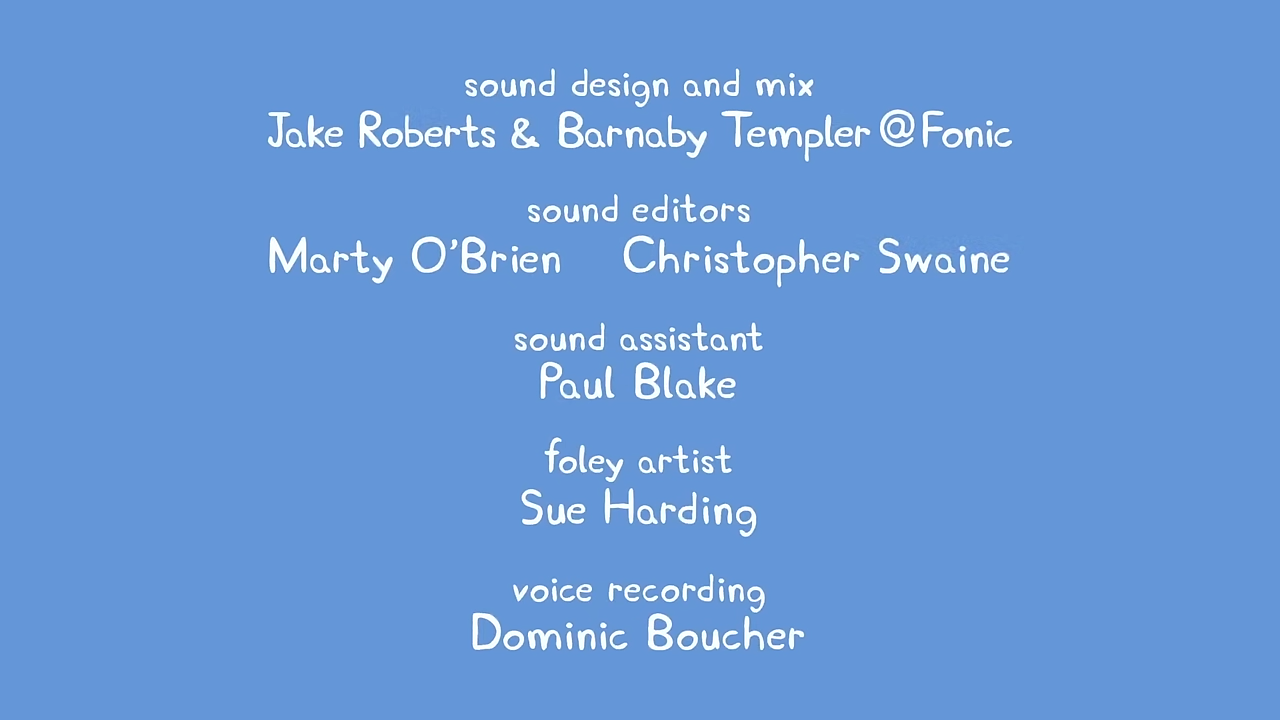 sound design and mix
Jake Roberts & Barnaby Templer @ Fonic
sound editors
Marty O'Brien Christopher Swaine
sound assistant
Paul Blake
foley artist
Sue Harding
voice recording
Dominic Boucher